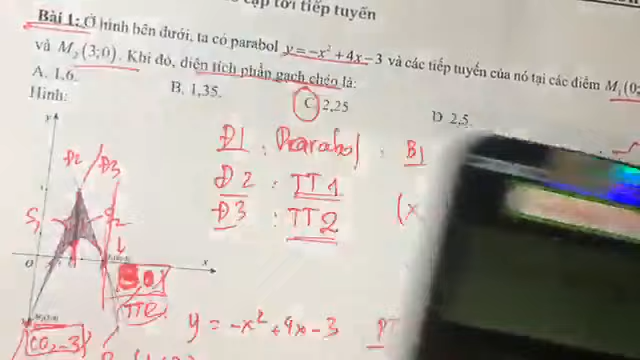 cập tới tiếp tuyến
Bài 1: Ở hình bên dưới, ta có parabol y = −x² + 4x − 3 và các tiếp tuyến của nó tại các điểm M₁(0;
và M₂(3;0). Khi đó, diện tích phần gạch chéo là:
A. 1,6.
B. 1,35.
C. 2,25
D 2,5.
Hình:
y
Đ2
Đ3
Đ1 : Parabol : B1
Đ2 : TT1
Đ3 : TT2
(x
S1
O
x
TT2
(0,-3)
y = -x² + 4x - 3
PT